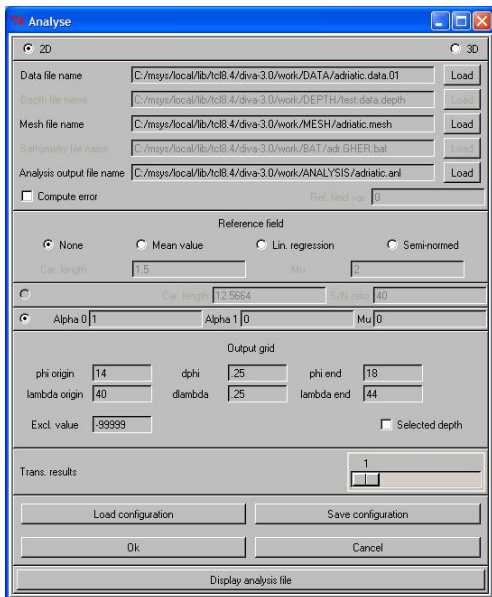 Analyse
2D 3D
Data file name C:/msys/local/lib/tcl8.4/diva-3.0/work/DATA/adriatic.data.01 Load
Depth file name C:/msys/local/lib/tcl8.4/diva-3.0/work/DEPTH/test.data.depth Load
Mesh file name C:/msys/local/lib/tcl8.4/diva-3.0/work/MESH/adriatic.mesh Load
Bathymetry file name C:/msys/local/lib/tcl8.4/diva-3.0/work/BAT/adr.GHER.bat Load
Analysis output file name C:/msys/local/lib/tcl8.4/diva-3.0/work/ANALYSIS/adriatic.anl Load
Compute error Ref. field var. 0
Reference field
None Mean value Lin. regression Semi-normed
Car. length 1.5 Mu 2
Car. length 12.5664 S/N ratio 40
Alpha 0 1 Alpha 1 0 Mu 0
Output grid
phi origin 14 dphi .25 phi end 18
lambda origin 40 dlambda .25 lambda end 44
Excl. value -99999 Selected depth
1
Trans. results
Load configuration Save configuration
Ok Cancel
Display analysis file